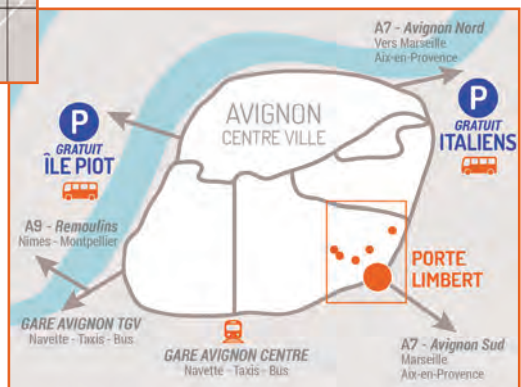 A7 - Avignon Nord
Vers Marseille
Aix-en-Provence
P
GRATUIT
ÎLE PIOT
AVIGNON
CENTRE VILLE
P
GRATUIT
ITALIENS
A9 - Remoulins
Nîmes - Montpellier
PORTE
LIMBERT
GARE AVIGNON TGV
Navette - Taxis - Bus
GARE AVIGNON CENTRE
Navette - Taxis - Bus
A7 - Avignon Sud
Marseille
Aix-en-Provence